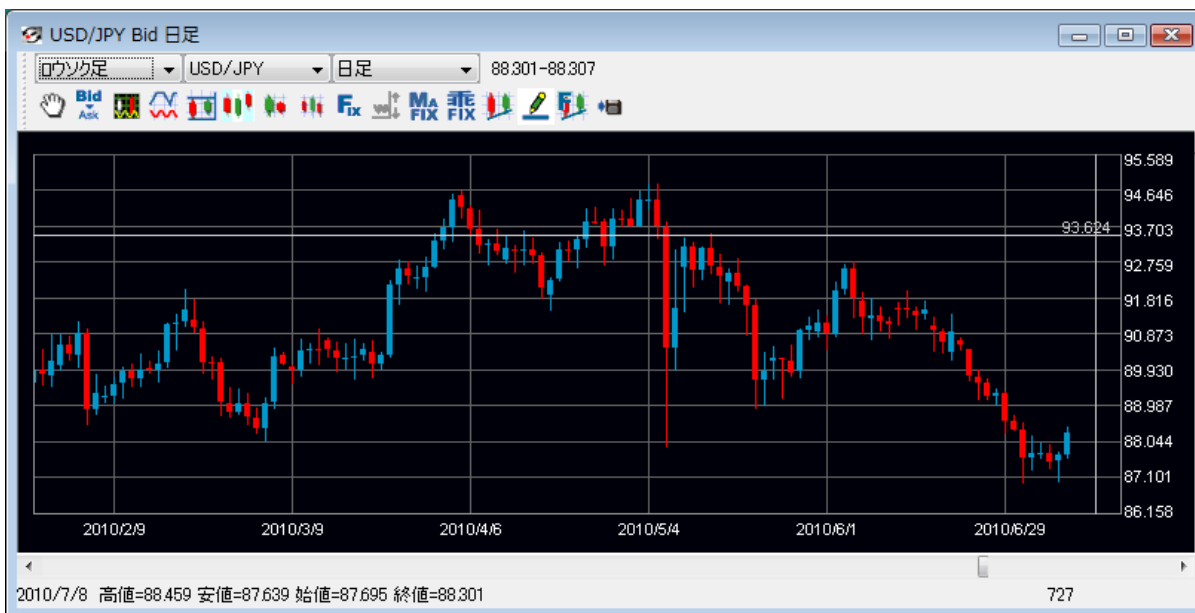 USD/JPY Bid 日足
ロウソク足 USD/JPY 日足 88.301-88.307
Bid Ask FIX MA FIX 乖離 FIX F
95.589
94.646
93.624
93.703
92.759
91.816
90.873
89.930
88.987
88.044
87.101
86.158
2010/2/9 2010/3/9 2010/4/6 2010/5/4 2010/6/1 2010/6/29
2010/7/8 高値=88.459 安値=87.639 始値=87.695 終値=88.301 727